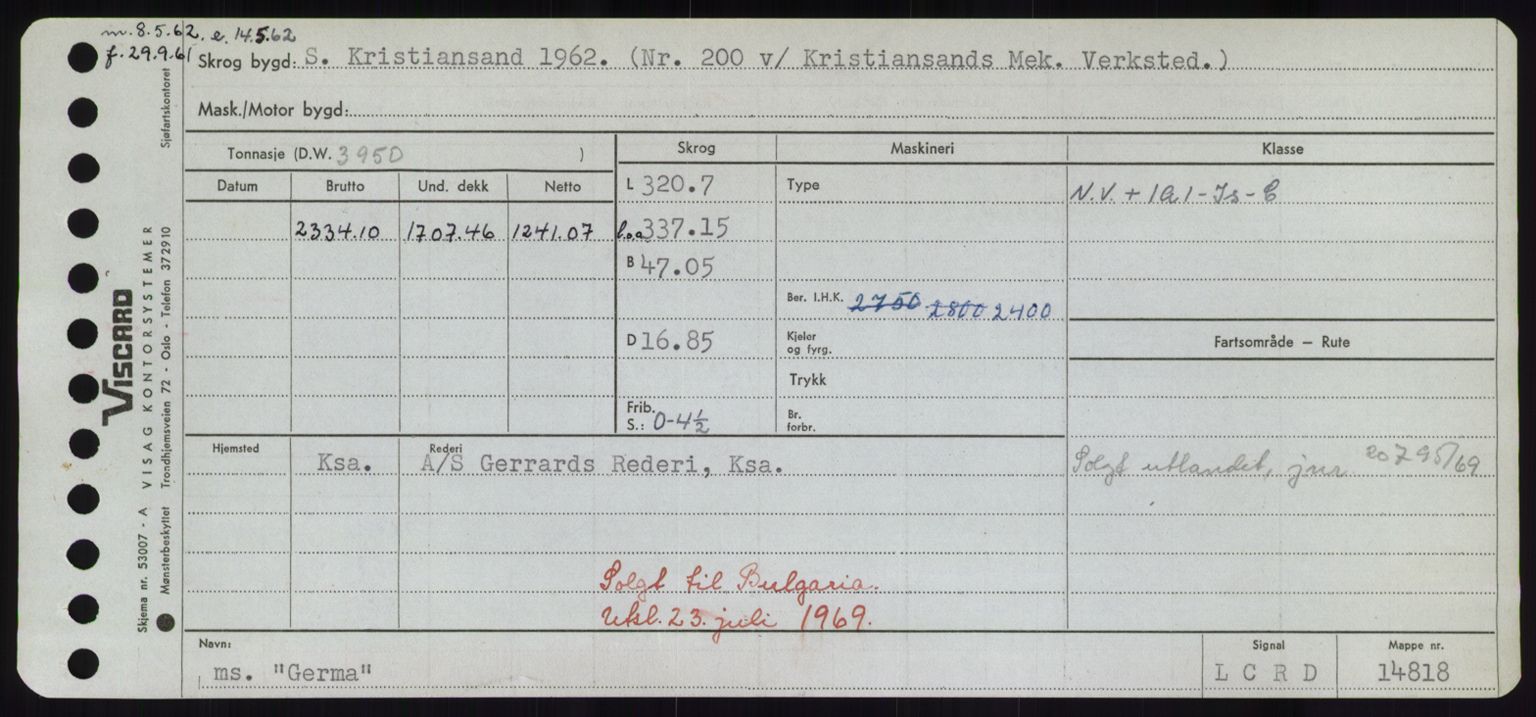 m. 8.5.62. e. 14.5.62
f. 29.9.61
Skrog bygd: S. Kristiansand 1962. (Nr. 200 v/ Kristiansands Mek. Verksted.)
Mask./Motor bygd:
Tonnasje (D.W. 3950 )
Skrog Maskineri Klasse
Datum Brutto Und. dekk Netto
L 320.7 Type N.V. + 1A1-Is-C
2334.10 1707.46 1241.07 l.o.a 337.15
B 47.05
Ber. I.H.K. 2750 2800 2400
D 16.85 Kjeler og fyrg. Fartsområde — Rute
Trykk
Frib. S.: 0-4½ Br. forbr.
Hjemsted Rederi
Ksa. A/S Gerrards Rederi, Ksa. Solgt utlandet, jnr 20795/69
Solgt til Bulgaria.
Utsl. 23. juli 1969.
Navn: Signal Mappe nr.
ms. "Germa" L C R D 14818
Sjøfartskontoret
VISCARD
VISAG KONTORSYSTEMER
Trondhjemsveien 72 - Oslo - Telefon 372910
Skjema nr. 53007 - A
Mønsterbeskyttet